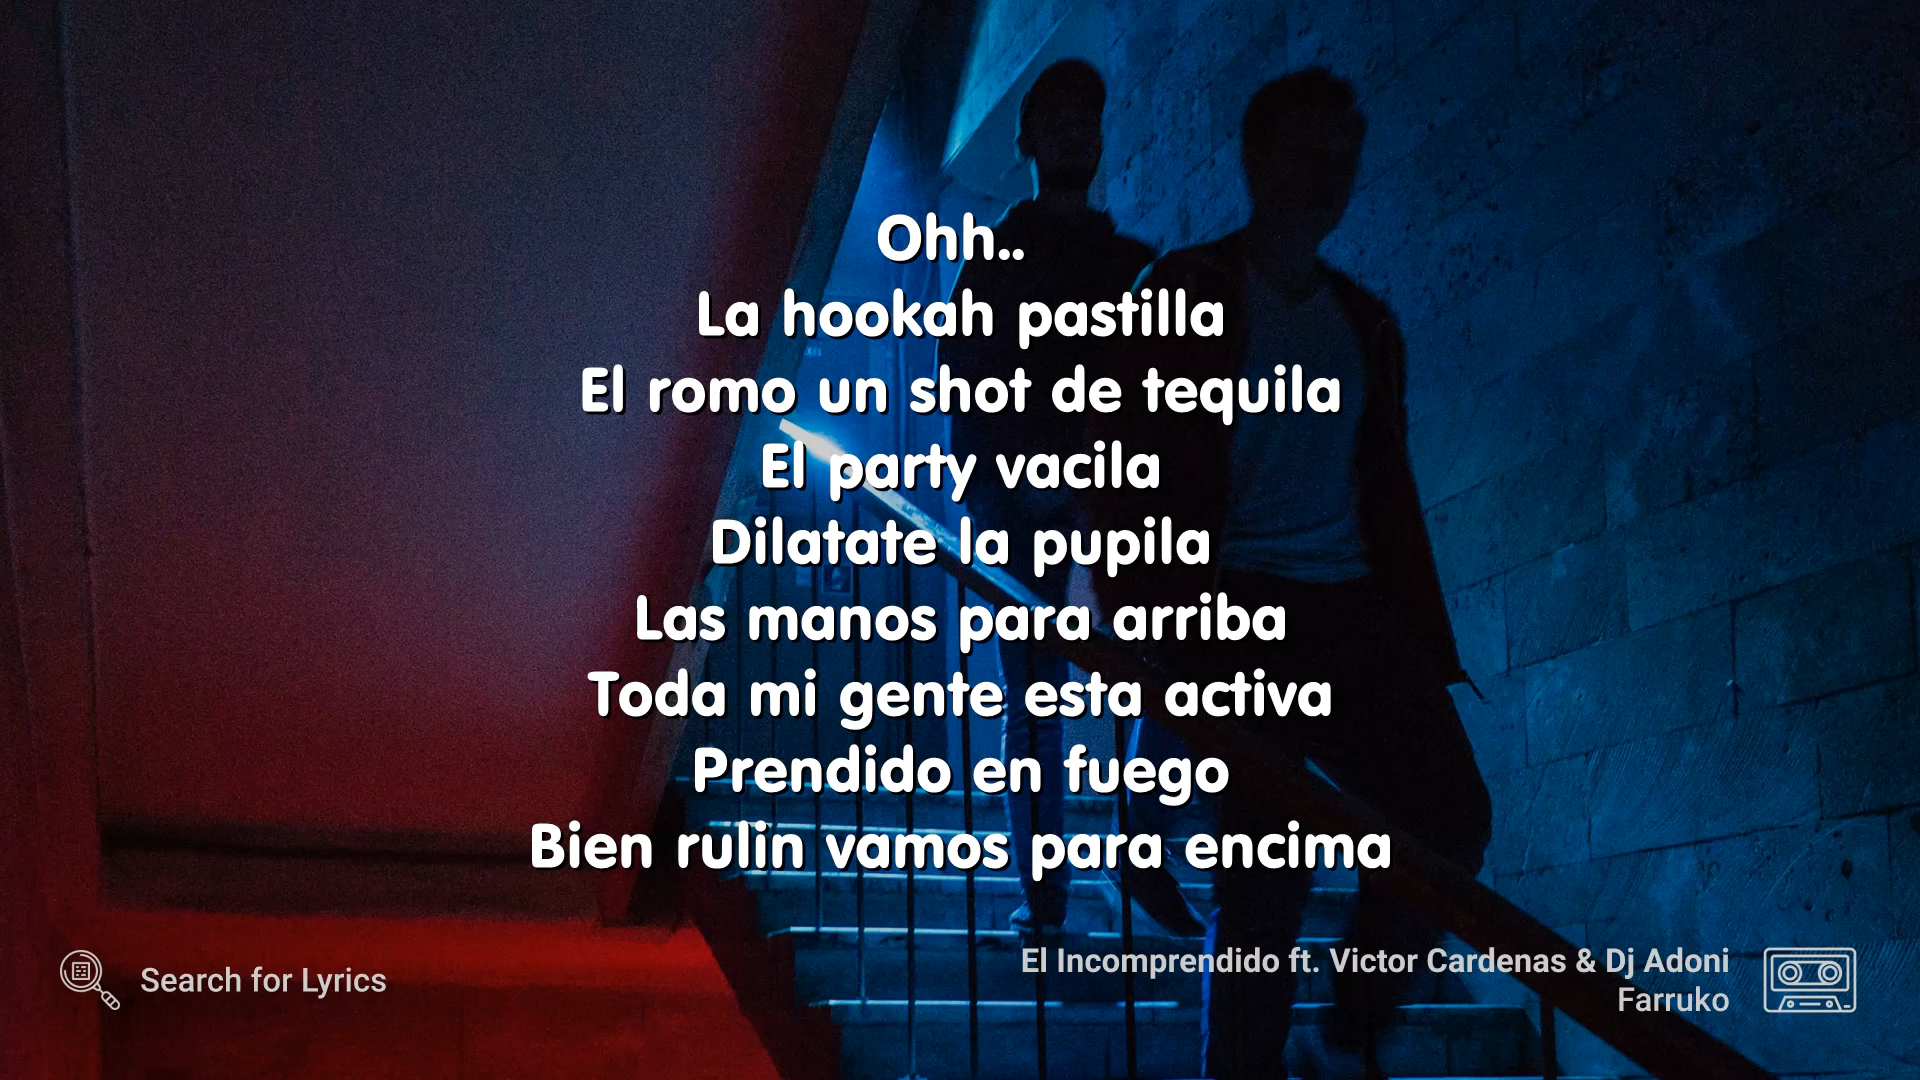 Ohh..
La hookah pastilla
El romo un shot de tequila
El party vacila
Dilatate la pupila
Las manos para arriba
Toda mi gente esta activa
Prendido en fuego
Bien rulin vamos para encima
Search for Lyrics
El Incomprendido ft. Victor Cardenas & Dj Adoni
Farruko